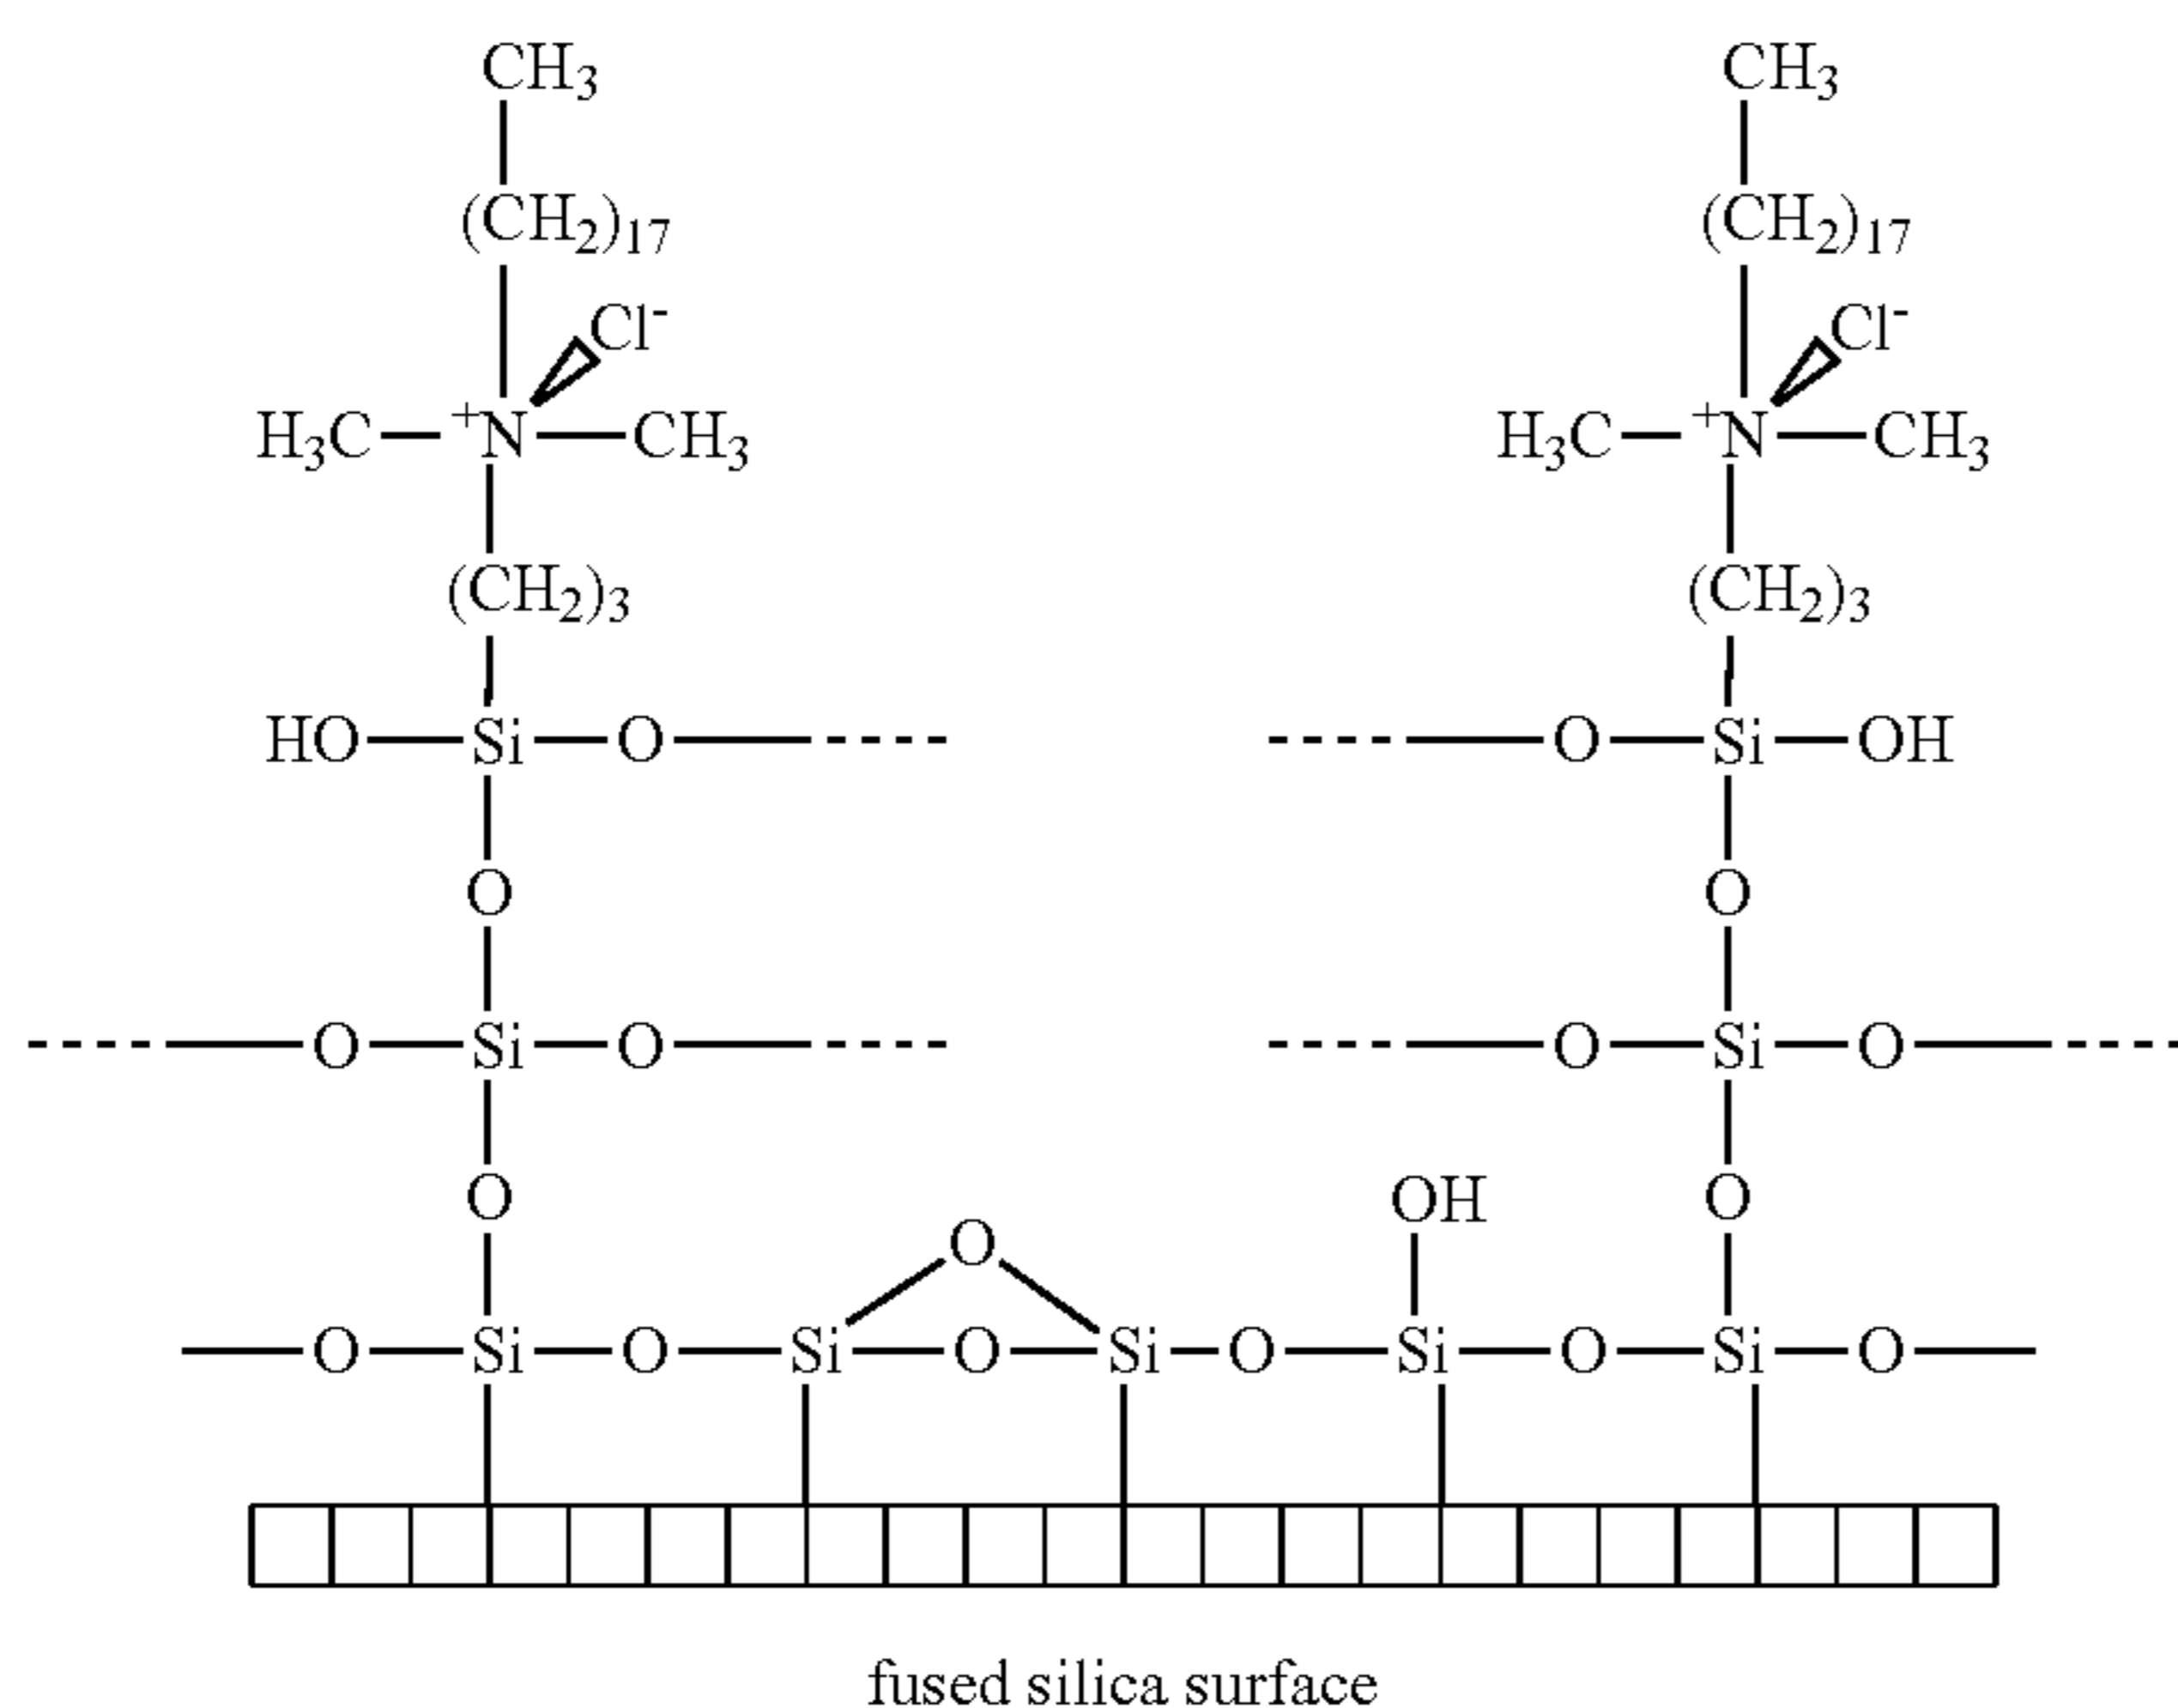 CH3 CH3
(CH2)17 (CH2)17
Cl- Cl-
H3C +N CH3 H3C +N CH3
(CH2)3 (CH2)3
HO Si O O Si OH
O O
O Si O O Si O
O OH O
O
O Si O Si O Si O Si O Si O
fused silica surface